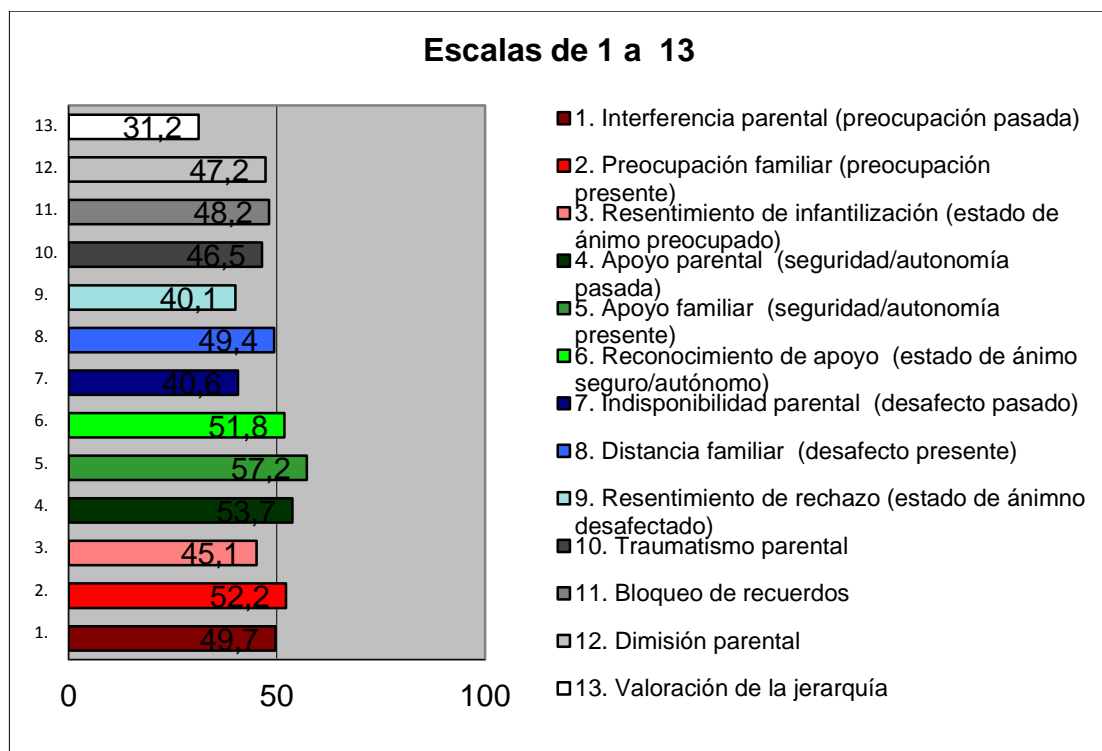 Escalas de 1 a 13
13. 31,2
12. 47,2
11. 48,2
10. 46,5
9. 40,1
8. 49,4
7. 40,6
6. 51,8
5. 57,2
4. 53,7
3. 45,1
2. 52,2
1. 49,7
0 50 100
1. Interferencia parental (preocupación pasada)
2. Preocupación familiar (preocupación
presente)
3. Resentimiento de infantilización (estado de
ánimo preocupado)
4. Apoyo parental (seguridad/autonomía
pasada)
5. Apoyo familiar (seguridad/autonomía
presente)
6. Reconocimiento de apoyo (estado de ánimo
seguro/autónomo)
7. Indisponibilidad parental (desafecto pasado)
8. Distancia familiar (desafecto presente)
9. Resentimiento de rechazo (estado de ánimno
desafectado)
10. Traumatismo parental
11. Bloqueo de recuerdos
12. Dimisión parental
13. Valoración de la jerarquía